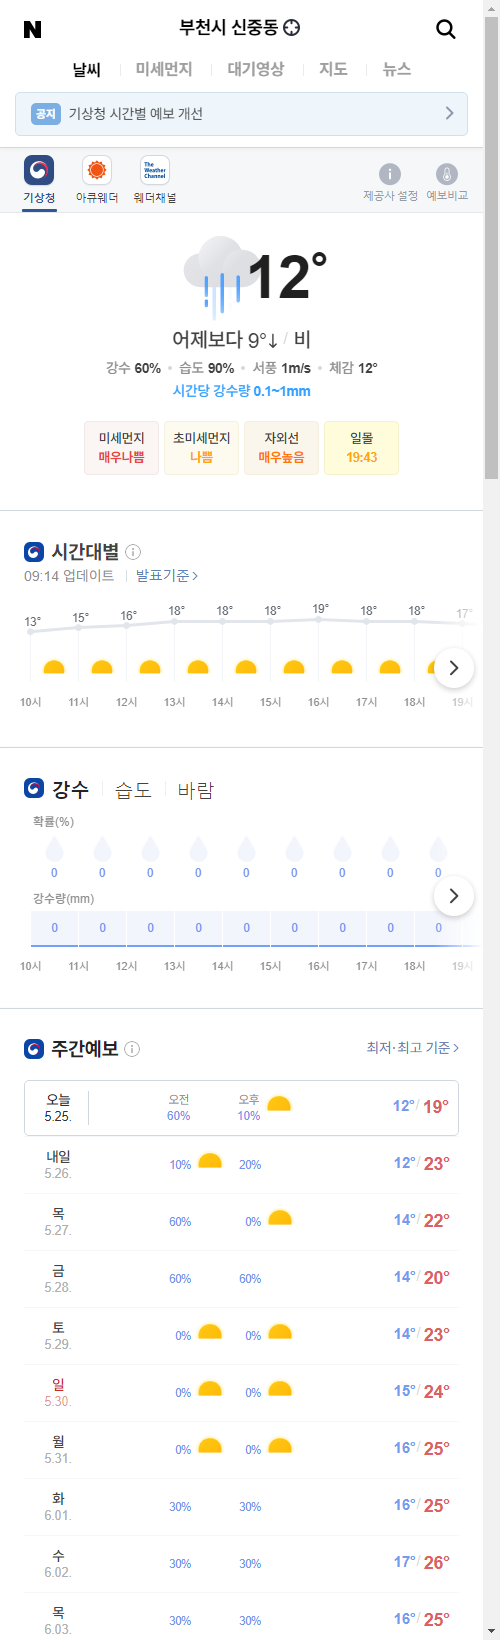 N
부천시 신중동
날씨 미세먼지 대기영상 지도 뉴스
공지 기상청 시간별 예보 개선
The Weather Channel
기상청 아큐웨더 웨더채널 제공사 설정 예보비교
12°
어제보다 9°↓ / 비
강수 60% 습도 90% 서풍 1m/s 체감 12°
시간당 강수량 0.1~1mm
미세먼지 초미세먼지 자외선 일몰
매우나쁨 나쁨 매우높음 19:43
시간대별
09:14 업데이트 발표기준
13° 15° 16° 18° 18° 18° 19° 18° 18° 17°
10시 11시 12시 13시 14시 15시 16시 17시 18시 19시
강수 습도 바람
확률(%)
0 0 0 0 0 0 0 0 0
강수량(mm)
0 0 0 0 0 0 0 0 0
10시 11시 12시 13시 14시 15시 16시 17시 18시 19시
주간예보 최저·최고 기준
오늘 오전 오후
5.25. 60% 10% 12°/ 19°
내일
5.26. 10% 20% 12°/ 23°
목
5.27. 60% 0% 14°/ 22°
금
5.28. 60% 60% 14°/ 20°
토
5.29. 0% 0% 14°/ 23°
일
5.30. 0% 0% 15°/ 24°
월
5.31. 0% 0% 16°/ 25°
화
6.01. 30% 30% 16°/ 25°
수
6.02. 30% 30% 17°/ 26°
목
6.03. 30% 30% 16°/ 25°